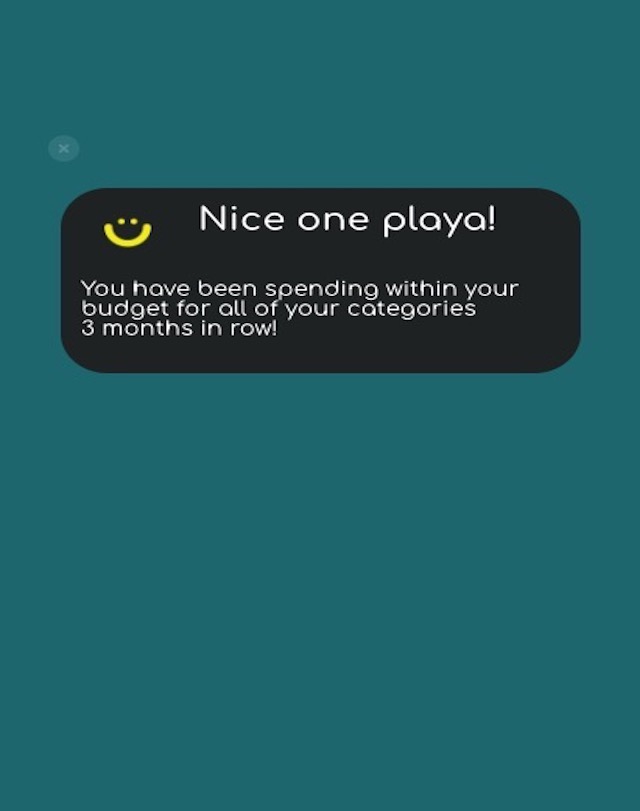 Nice one playa!
You have been spending within your
budget for all of your categories
3 months in row!